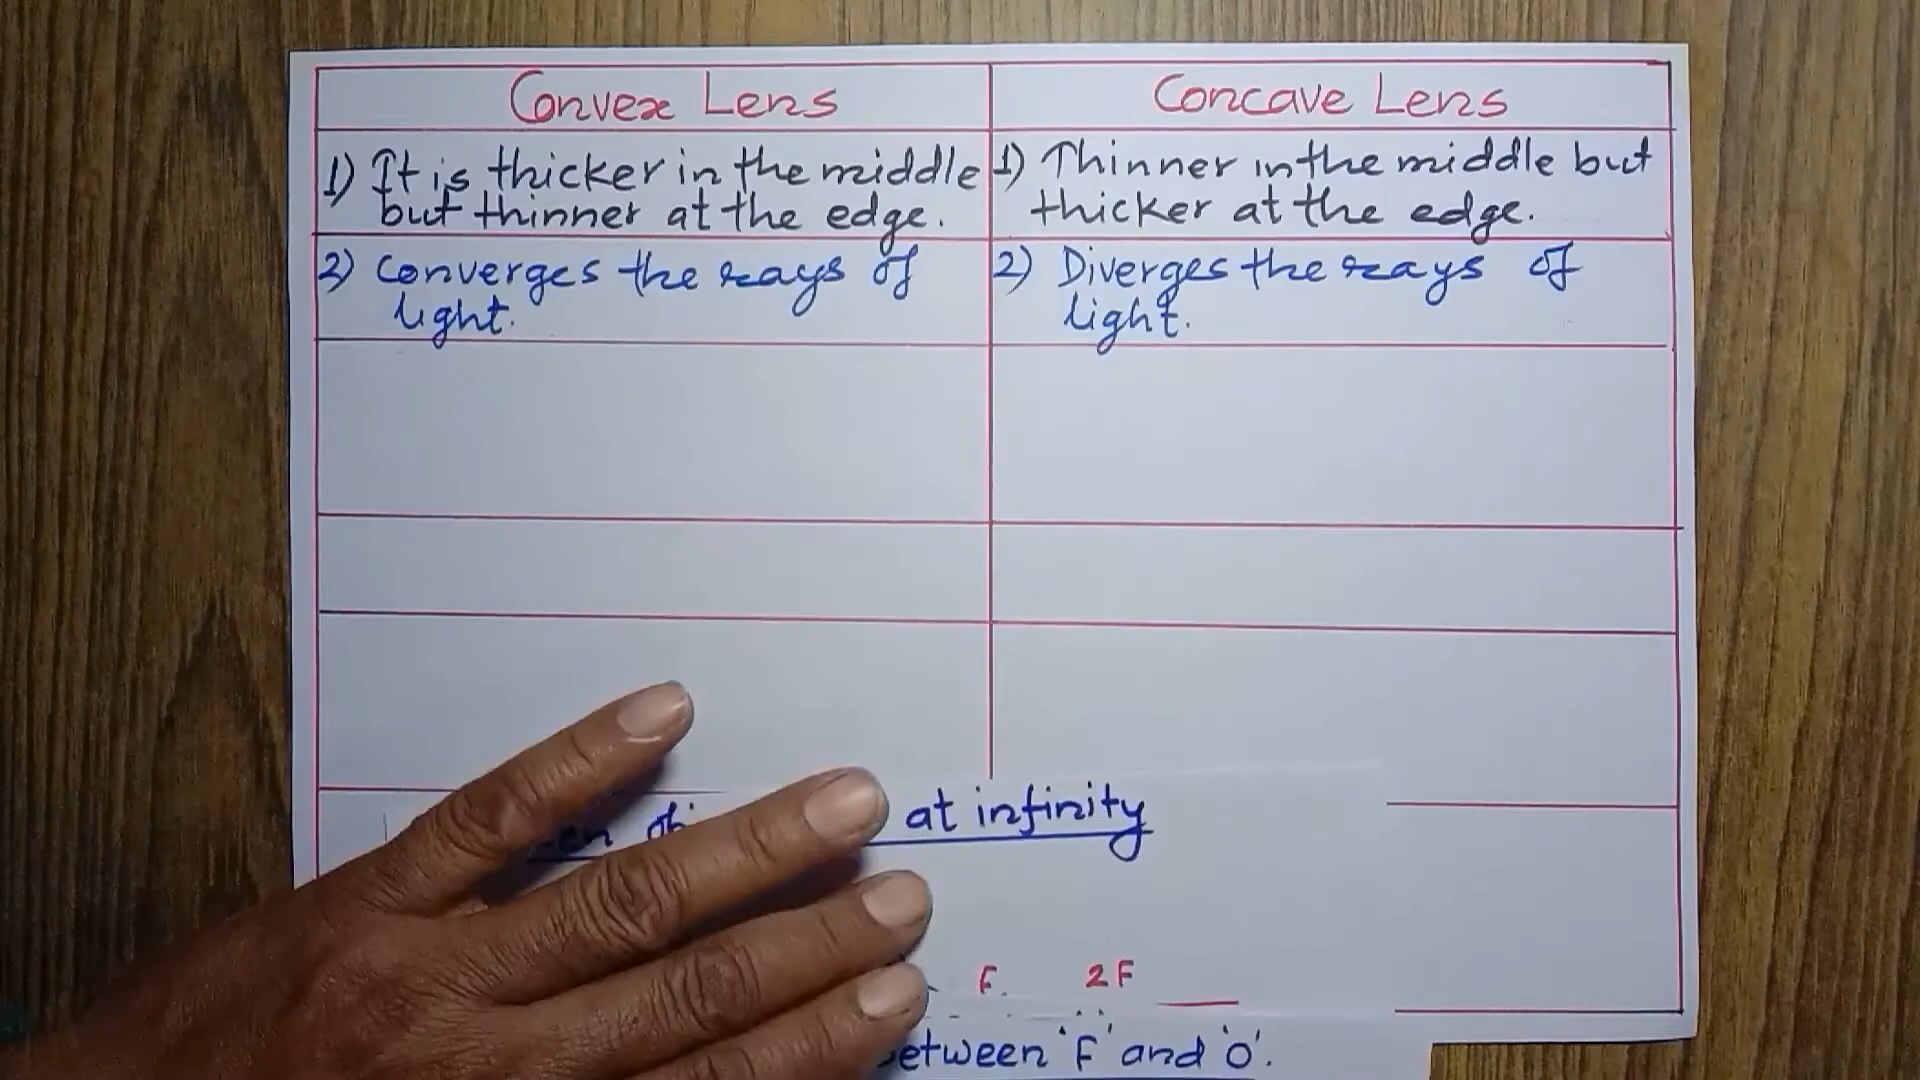 Convex Lens
Concave Lens
1) It is thicker in the middle
but thinner at the edge.
1) Thinner in the middle but
thicker at the edge.
2) Converges the rays of
light.
2) Diverges the rays of
light.
at infinity
F 2F
between 'F' and 'O'.